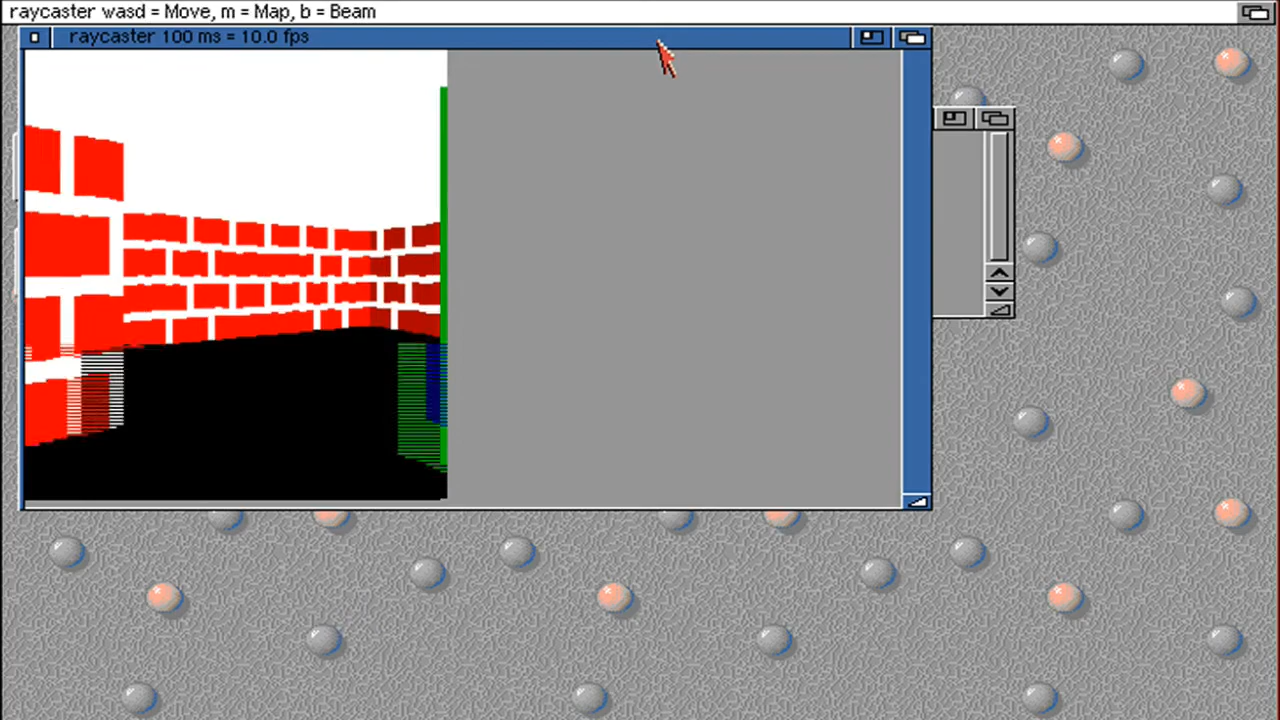 raycaster wasd = Move, m = Map, b = Beam
raycaster 100 ms = 10.0 fps